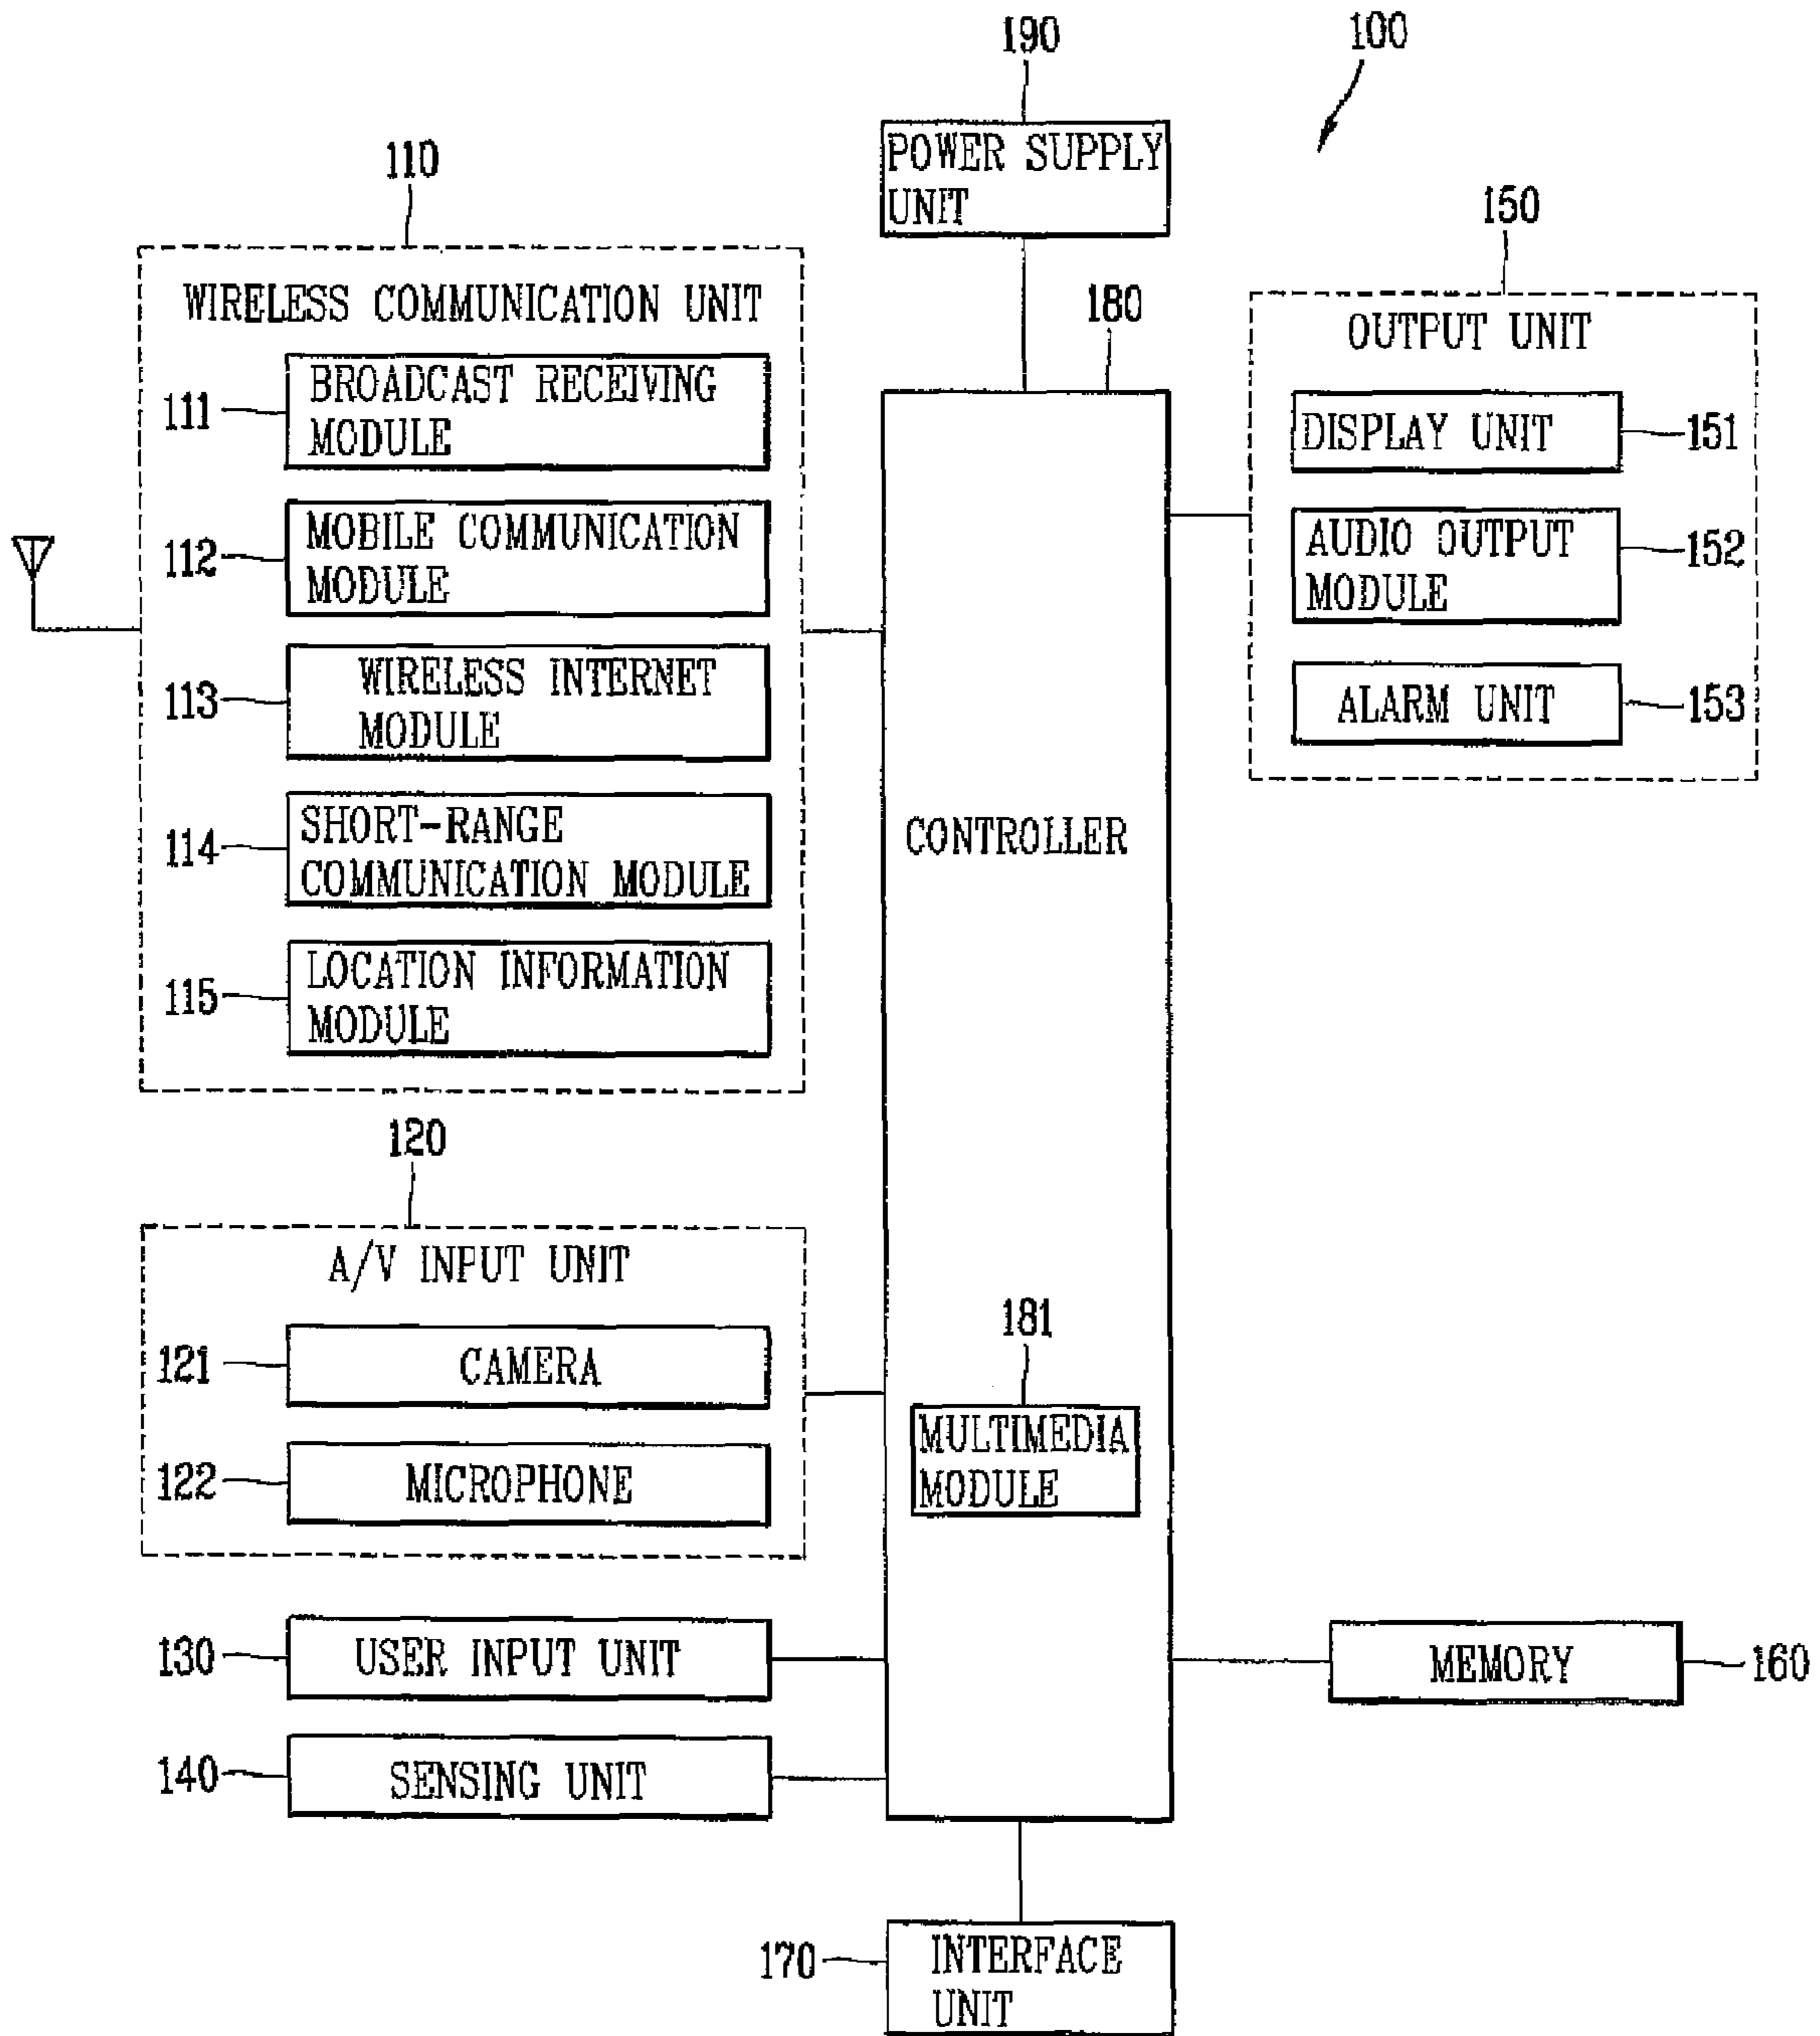 190
100
POWER SUPPLY
UNIT
110
WIRELESS COMMUNICATION UNIT
111
BROADCAST RECEIVING
MODULE
112
MOBILE COMMUNICATION
MODULE
113
WIRELESS INTERNET
MODULE
114
SHORT-RANGE
COMMUNICATION MODULE
115
LOCATION INFORMATION
MODULE
120
A/V INPUT UNIT
121
CAMERA
122
MICROPHONE
130
USER INPUT UNIT
140
SENSING UNIT
180
CONTROLLER
181
MULTIMEDIA
MODULE
150
OUTPUT UNIT
DISPLAY UNIT
151
AUDIO OUTPUT
MODULE
152
ALARM UNIT
153
MEMORY
160
170
INTERFACE
UNIT